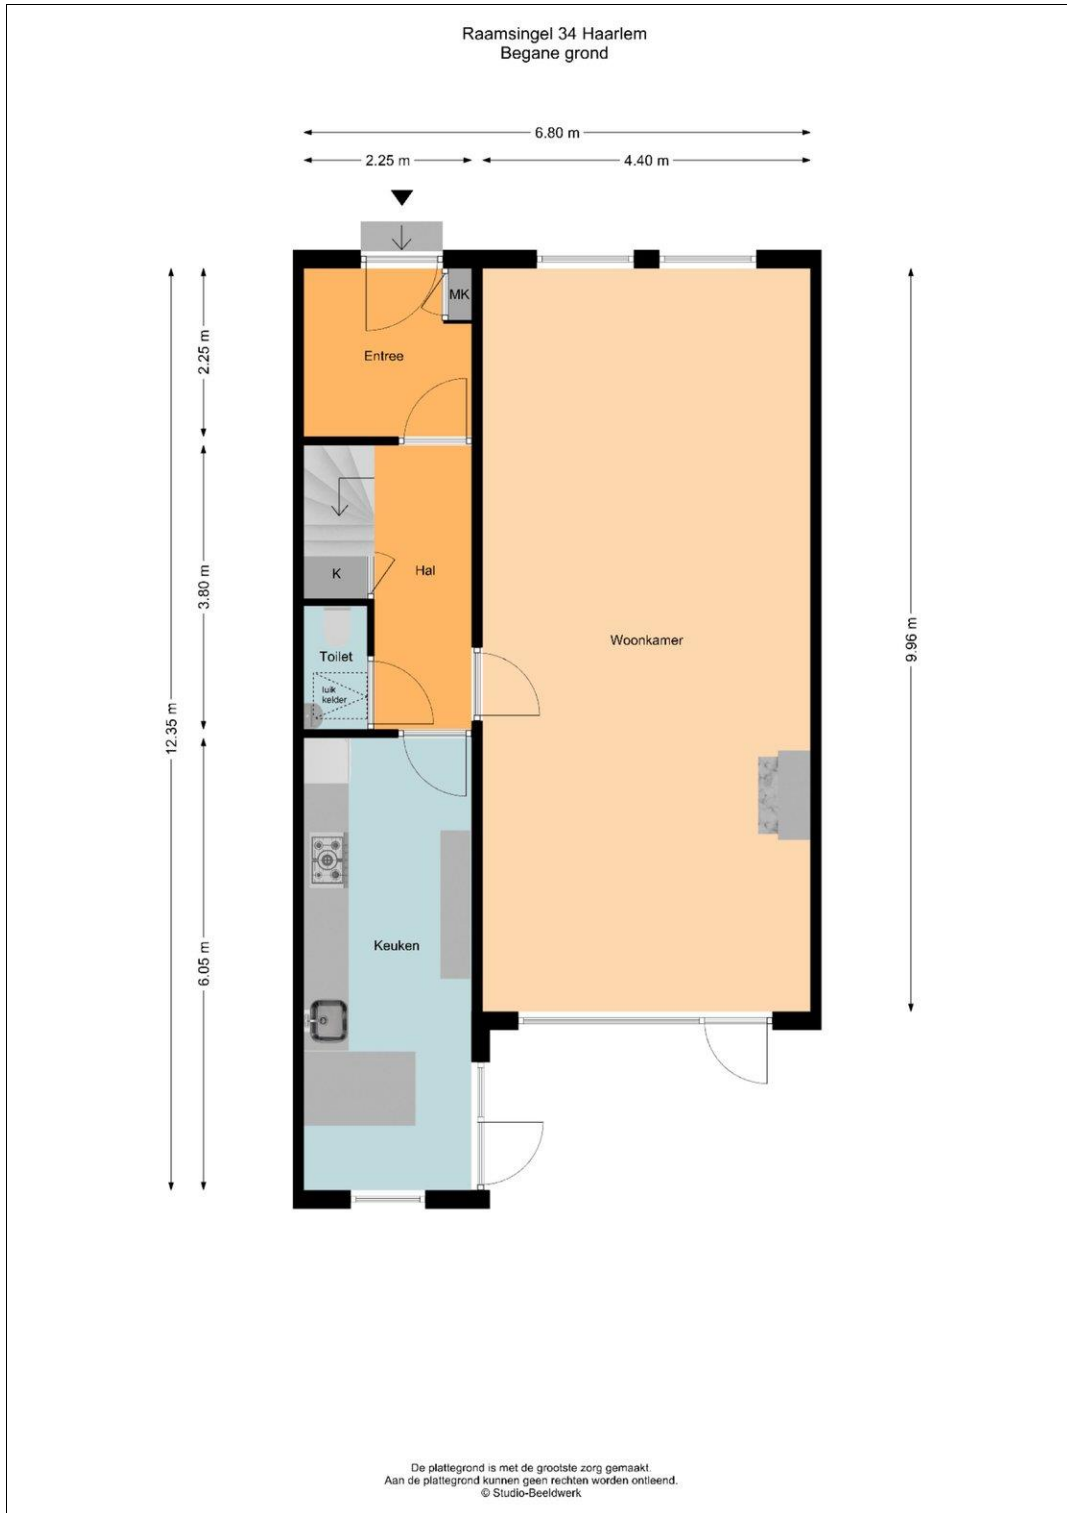 Raamsingel 34 Haarlem
Begane grond
6.80 m
2.25 m
4.40 m
MK
2.25 m
Entree
K
Hal
3.80 m
Woonkamer
9.96 m
Toilet
luik
kelder
12.35 m
Keuken
6.05 m
De plattegrond is met de grootste zorg gemaakt.
Aan de plattegrond kunnen geen rechten worden ontleend.
© Studio-Beeldwerk